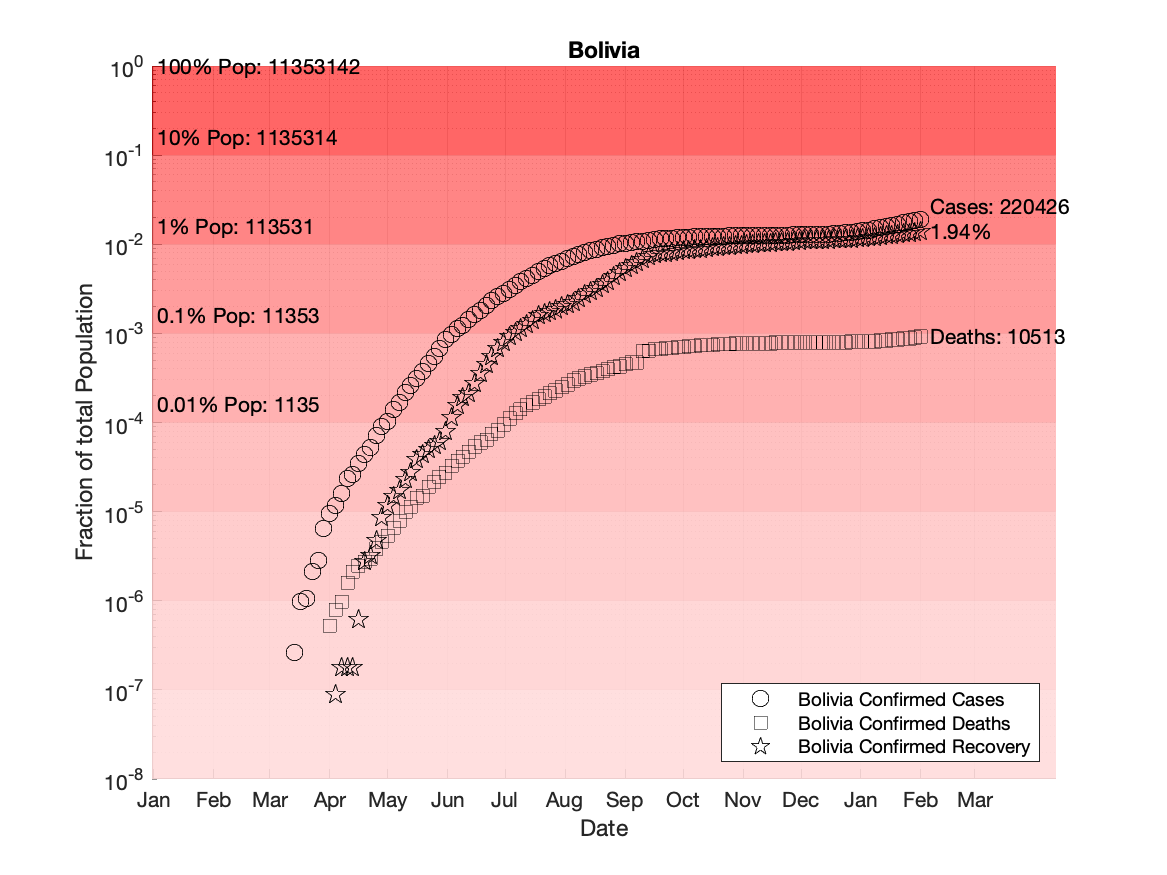 Bolivia
10^0
100% Pop: 11353142
10% Pop: 1135314
10^-1
1% Pop: 113531
Cases: 220426
10^-2
1.94%
0.1% Pop: 11353
10^-3
Deaths: 10513
0.01% Pop: 1135
10^-4
10^-5
10^-6
10^-7
10^-8
Fraction of total Population
Bolivia Confirmed Cases
Bolivia Confirmed Deaths
Bolivia Confirmed Recovery
Jan Feb Mar Apr May Jun Jul Aug Sep Oct Nov Dec Jan Feb Mar
Date